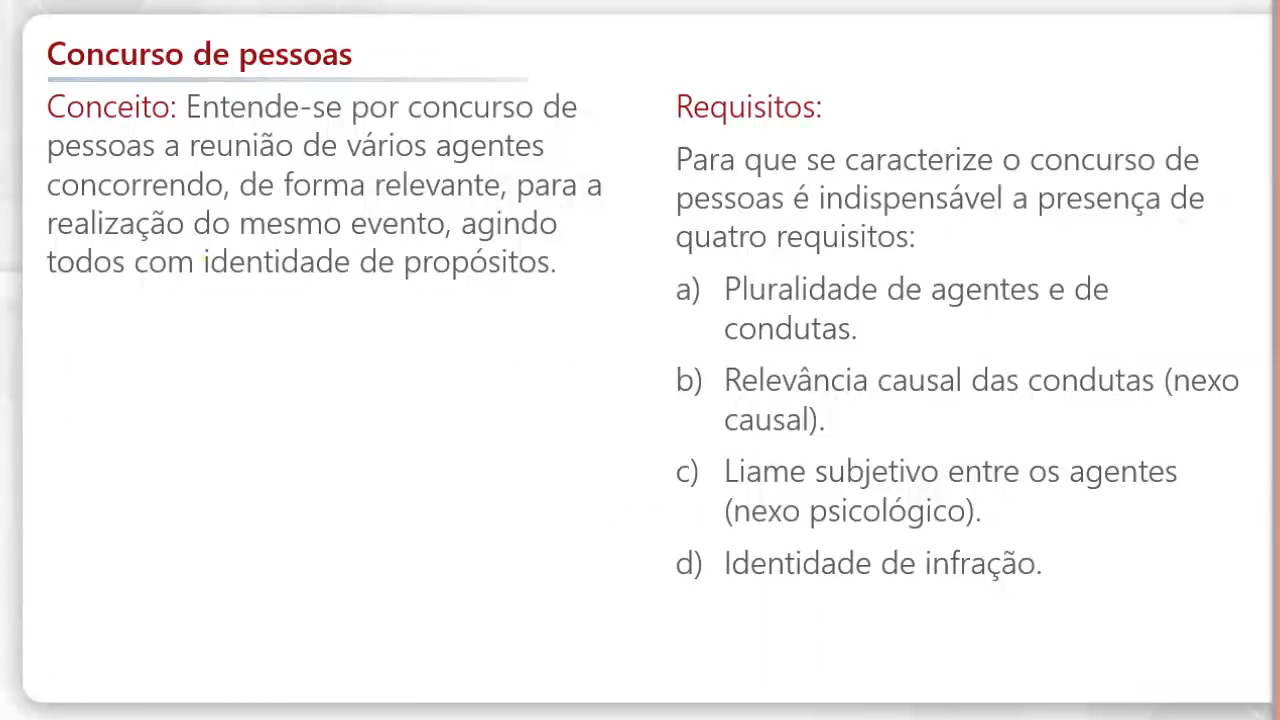 Concurso de pessoas
Conceito: Entende-se por concurso de
pessoas a reunião de vários agentes
concorrendo, de forma relevante, para a
realização do mesmo evento, agindo
todos com identidade de propósitos.
Requisitos:
Para que se caracterize o concurso de
pessoas é indispensável a presença de
quatro requisitos:
a) Pluralidade de agentes e de
condutas.
b) Relevância causal das condutas (nexo
causal).
c) Liame subjetivo entre os agentes
(nexo psicológico).
d) Identidade de infração.